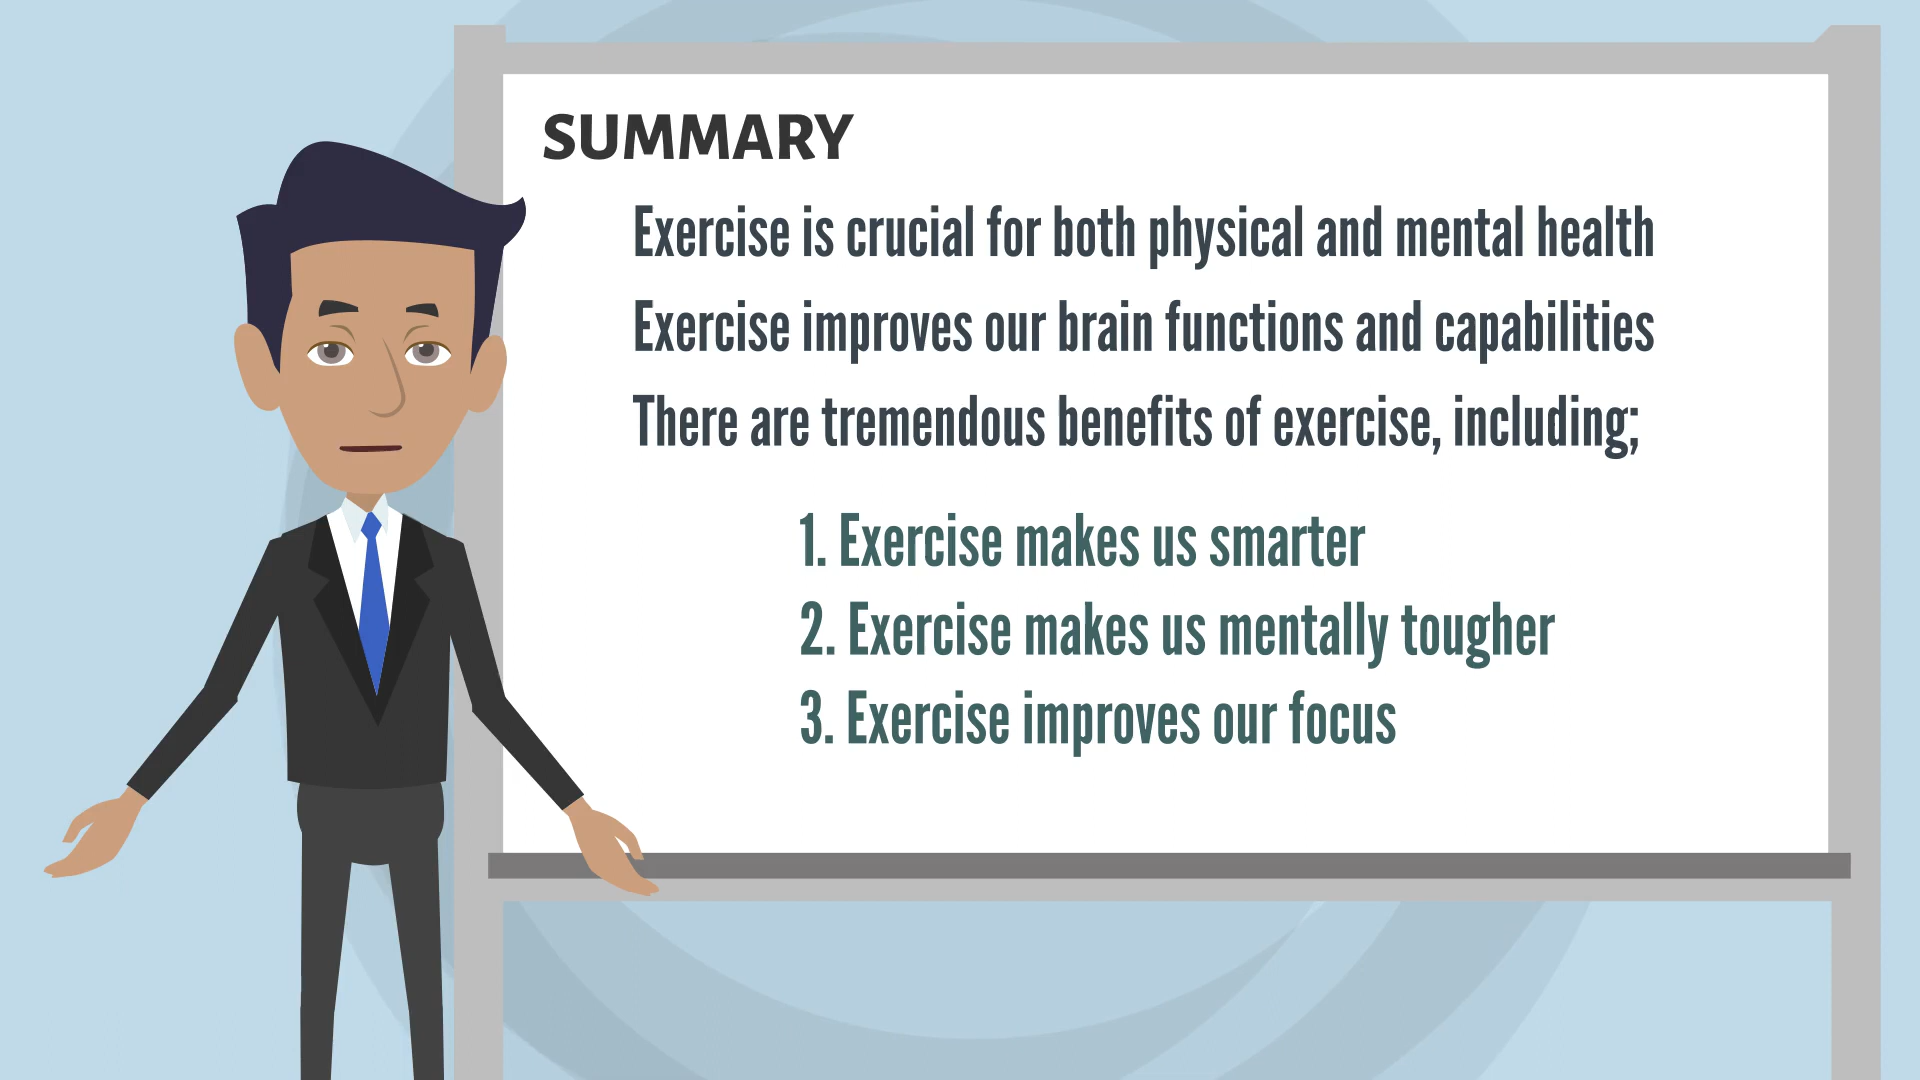 SUMMARY
Exercise is crucial for both physical and mental health
Exercise improves our brain functions and capabilities
There are tremendous benefits of exercise, including;
1. Exercise makes us smarter
2. Exercise makes us mentally tougher
3. Exercise improves our focus